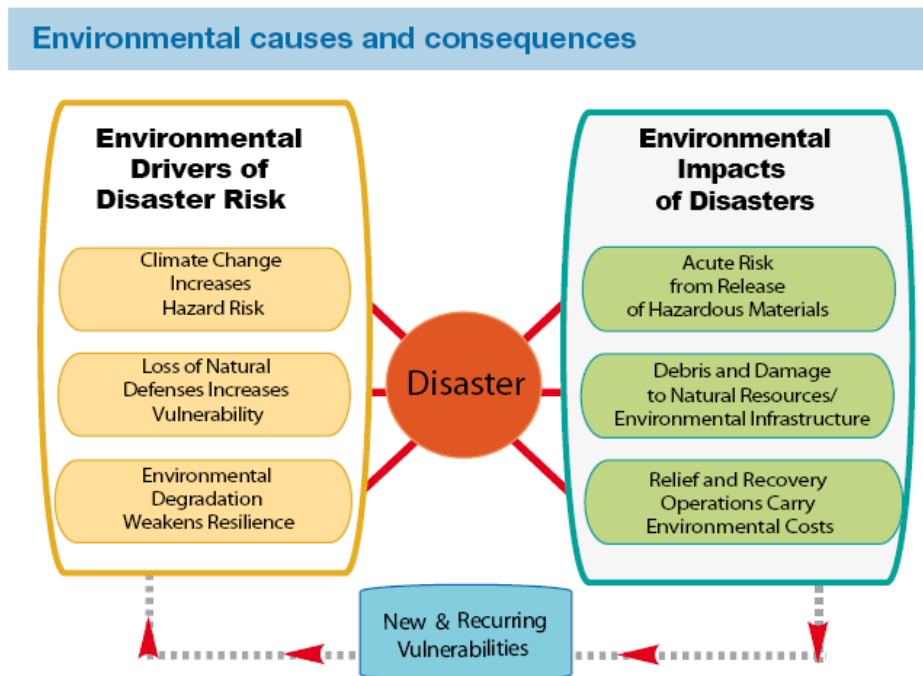 Environmental causes and consequences
Environmental
Drivers of
Disaster Risk
Climate Change
Increases
Hazard Risk
Loss of Natural
Defenses Increases
Vulnerability
Environmental
Degradation
Weakens Resilience
Disaster
Environmental
Impacts
of Disasters
Acute Risk
from Release
of Hazardous Materials
Debris and Damage
to Natural Resources/
Environmental Infrastructure
Relief and Recovery
Operations Carry
Environmental Costs
New & Recurring
Vulnerabilities